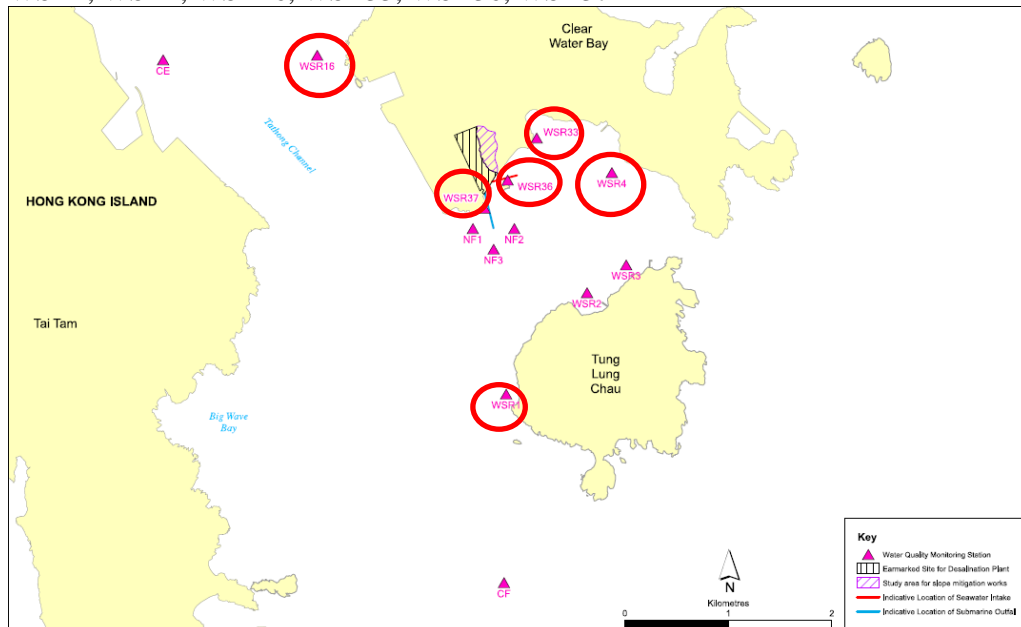 Clear
Water Bay
CE
WSR16
Tathong Channel
WSR33
WSR36
WSR4
WSR37
HONG KONG ISLAND
NF1
NF2
NF3
WSR3
WSR2
Tai Tam
Tung
Lung
Chau
WSR1
Big Wave
Bay
CF
N
Kilometres
0 1 2
Key
Water Quality Monitoring Station
Earmarked Site for Desalination Plant
Study area for slope mitigation works
Indicative Location of Seawater Intake
Indicative Location of Submarine Outfall